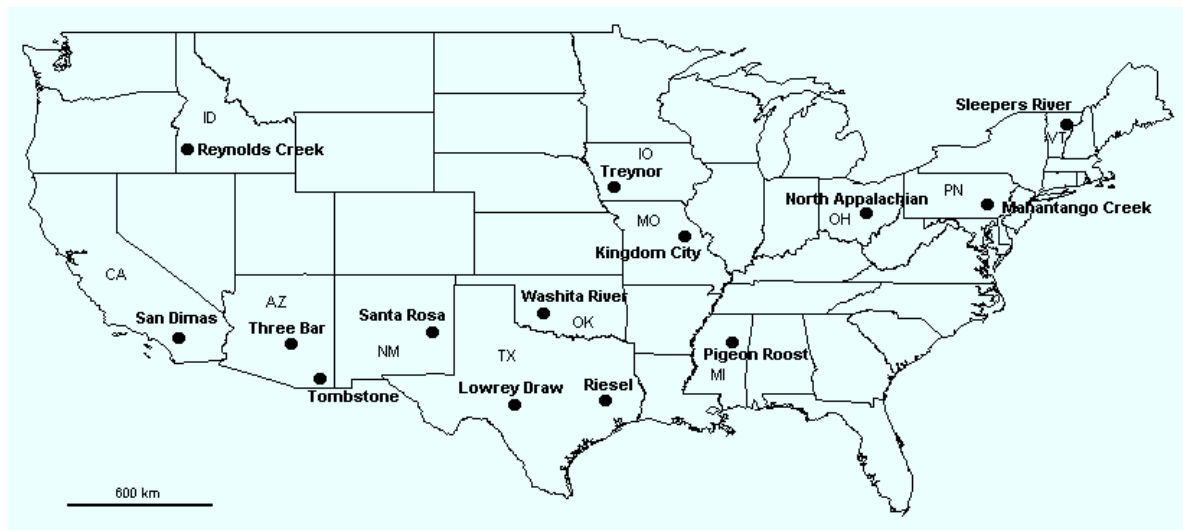 Sleepers River
VT
ID
Reynolds Creek
IO
Treynor
North Appalachian
OH
PN
Mahantango Creek
MO
Kingdom City
CA
San Dimas
AZ
Three Bar
Santa Rosa
NM
Washita River
OK
TX
Pigeon Roost
MI
Tombstone
Lowrey Draw
Riesel
600 km